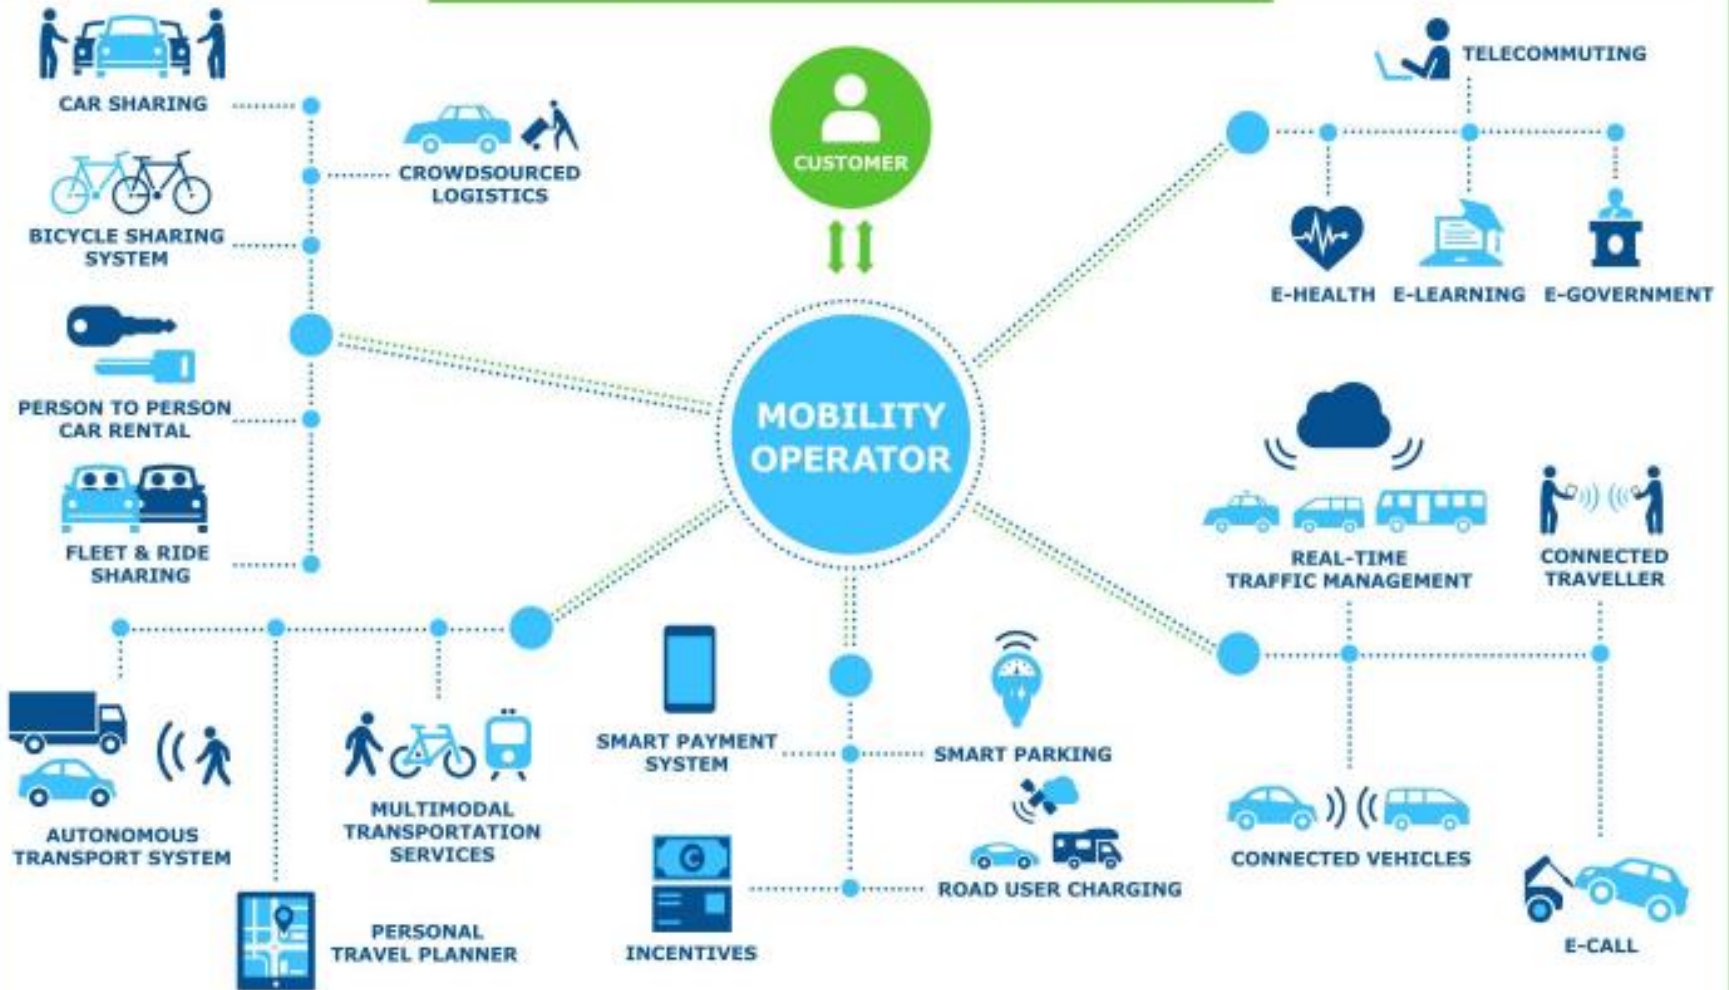 CAR SHARING
CROWDSOURCED
LOGISTICS
BICYCLE SHARING
SYSTEM
PERSON TO PERSON
CAR RENTAL
FLEET & RIDE
SHARING
CUSTOMER
MOBILITY
OPERATOR
TELECOMMUTING
E-HEALTH
E-LEARNING
E-GOVERNMENT
REAL-TIME
TRAFFIC MANAGEMENT
CONNECTED
TRAVELLER
CONNECTED VEHICLES
E-CALL
AUTONOMOUS
TRANSPORT SYSTEM
MULTIMODAL
TRANSPORTATION
SERVICES
PERSONAL
TRAVEL PLANNER
SMART PAYMENT
SYSTEM
SMART PARKING
INCENTIVES
ROAD USER CHARGING